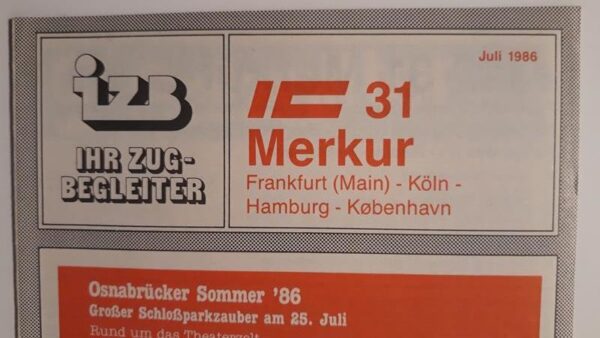 Juli 1986
izb
IHR ZUG-
BEGLEITER
IC 31
Merkur
Frankfurt (Main) - Köln -
Hamburg - København
Osnabrücker Sommer '86
Großer Schloßparkzauber am 25. Juli
Rund um das Theaterzelt